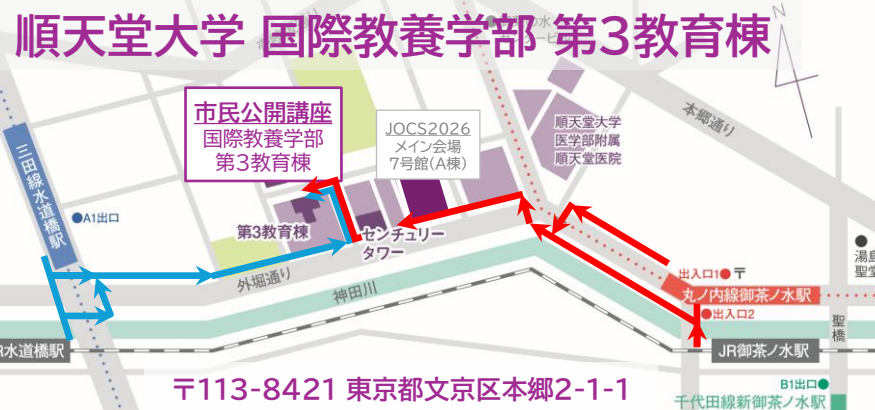 順天堂大学 国際教養学部 第3教育棟
N
本郷通り
市民公開講座
国際教養学部
第3教育棟
JOCS2026
メイン会場
7号館(A棟)
順天堂大学
医学部附属
順天堂医院
三田線水道橋駅
A1出口
第3教育棟
センチュリー
タワー
外堀通り
神田川
湯島
聖堂
出入口1 〒
丸ノ内線御茶ノ水駅
出入口2
聖橋
JR御茶ノ水駅
R水道橋駅
〒113-8421 東京都文京区本郷2-1-1
B1出口
千代田線新御茶ノ水駅